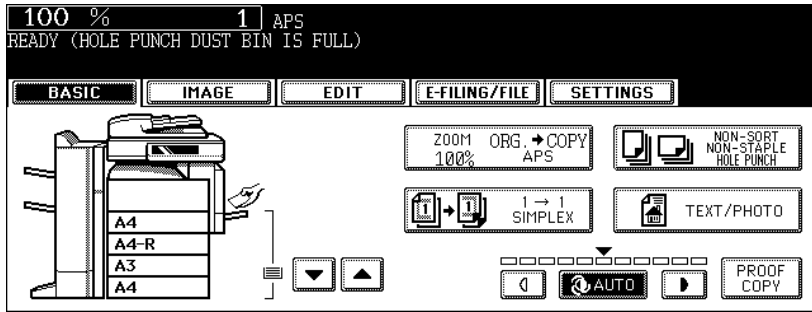 100 % 1 APS
READY (HOLE PUNCH DUST BIN IS FULL)
BASIC IMAGE EDIT E-FILING/FILE SETTINGS
ZOOM ORG.➔COPY
100% APS
NON-SORT
NON-STAPLE
HOLE PUNCH
1 1 1 → 1
SIMPLEX
TEXT/PHOTO
A4
A4-R
A3
A4
AUTO
PROOF
COPY